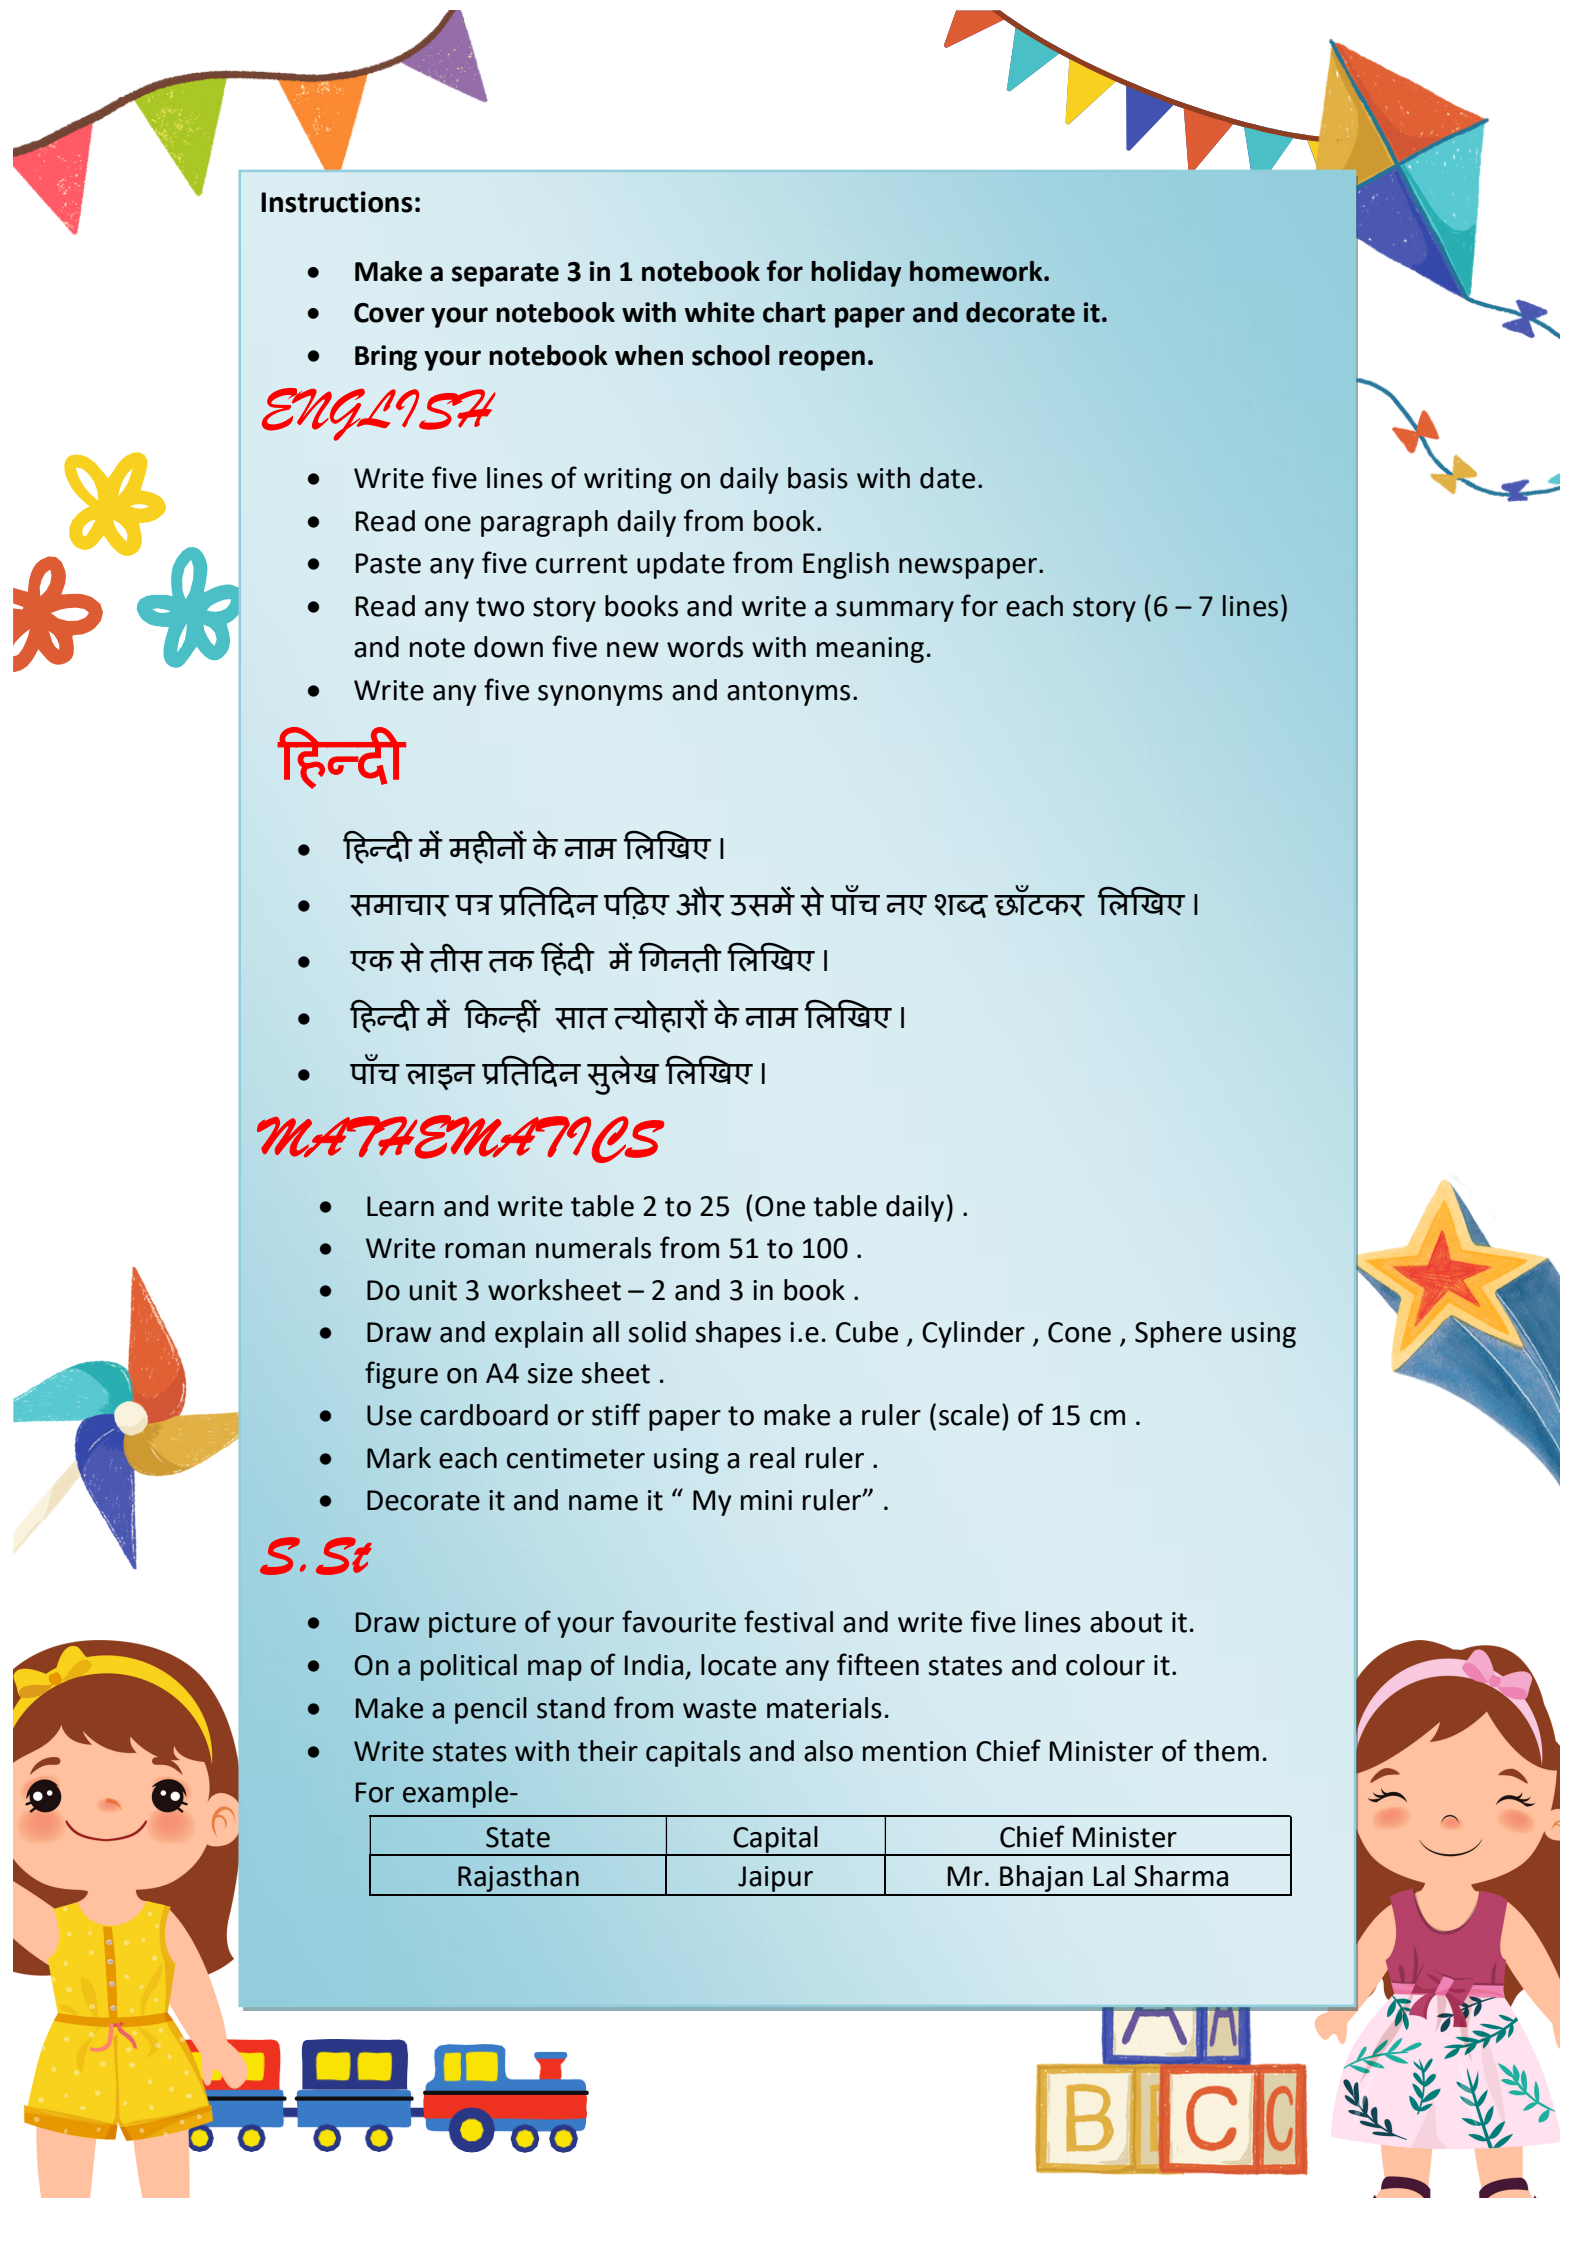 Instructions:
• Make a separate 3 in 1 notebook for holiday homework.
• Cover your notebook with white chart paper and decorate it.
• Bring your notebook when school reopen.
ENGLISH
• Write five lines of writing on daily basis with date.
• Read one paragraph daily from book.
• Paste any five current update from English newspaper.
• Read any two story books and write a summary for each story (6 – 7 lines)
and note down five new words with meaning.
• Write any five synonyms and antonyms.
हिन्दी
• हिन्दी में महीनों के नाम लिखिए ।
• समाचार पत्र प्रतिदिन पढ़िए और उसमें से पाँच नए शब्द छाँटकर लिखिए ।
• एक से तीस तक हिंदी में गिनती लिखिए ।
• हिन्दी में किन्हीं सात त्योहारों के नाम लिखिए ।
• पाँच लाइन प्रतिदिन सुलेख लिखिए ।
MATHEMATICS
• Learn and write table 2 to 25 (One table daily) .
• Write roman numerals from 51 to 100 .
• Do unit 3 worksheet – 2 and 3 in book .
• Draw and explain all solid shapes i.e. Cube , Cylinder , Cone , Sphere using
figure on A4 size sheet .
• Use cardboard or stiff paper to make a ruler (scale) of 15 cm .
• Mark each centimeter using a real ruler .
• Decorate it and name it “ My mini ruler” .
S.St
• Draw picture of your favourite festival and write five lines about it.
• On a political map of India, locate any fifteen states and colour it.
• Make a pencil stand from waste materials.
• Write states with their capitals and also mention Chief Minister of them.
For example-
State Capital Chief Minister
Rajasthan Jaipur Mr. Bhajan Lal Sharma
A A
B B C C